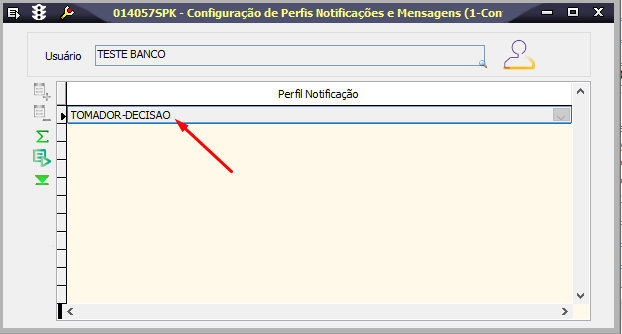 014057SPK - Configuração de Perfis Notificações e Mensagens (1-Con
Usuário
TESTE BANCO
Perfil Notificação
TOMADOR-DECISAO